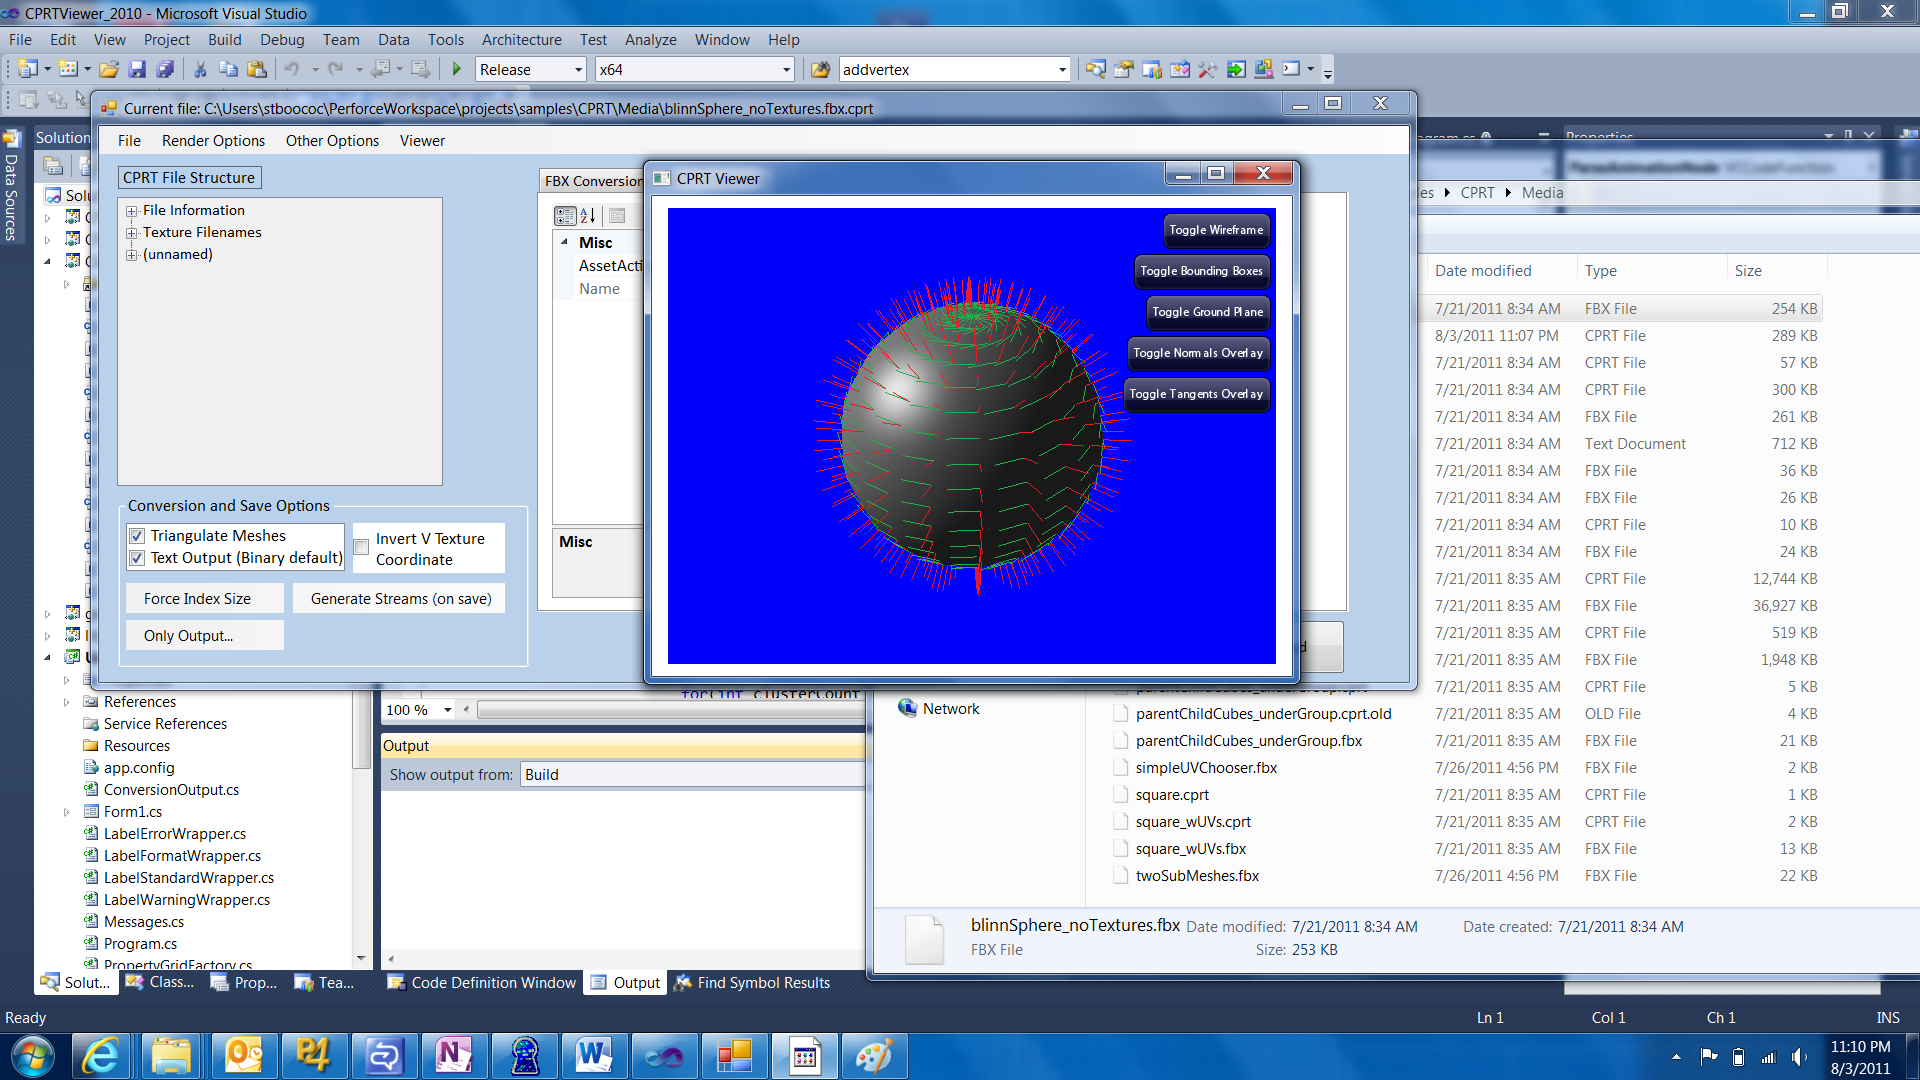 CPRTViewer_2010 - Microsoft Visual Studio
File Edit View Project Build Debug Team Data Tools Architecture Test Analyze Window Help
Release x64 addvertex
Current file: C:\Users\stboococ\PerforceWorkspace\projects\samples\CPRT\Media\blinnSphere_noTextures.fbx.cprt
File Render Options Other Options Viewer
Data Sources
Solution
Solu
CPRT File Structure
File Information
Texture Filenames
(unnamed)
Conversion and Save Options
Triangulate Meshes
Text Output (Binary default)
Invert V Texture
Coordinate
Force Index Size
Generate Streams (on save)
Only Output...
FBX Conversion
Misc
AssetActi
Name
Misc
CPRT Viewer
Toggle Wireframe
Toggle Bounding Boxes
Toggle Ground Plane
Toggle Normals Overlay
Toggle Tangents Overlay
Properties
les CPRT Media
Date modified Type Size
7/21/2011 8:34 AM FBX File 254 KB
8/3/2011 11:07 PM CPRT File 289 KB
7/21/2011 8:34 AM CPRT File 57 KB
7/21/2011 8:34 AM CPRT File 300 KB
7/21/2011 8:34 AM FBX File 261 KB
7/21/2011 8:34 AM Text Document 712 KB
7/21/2011 8:34 AM FBX File 36 KB
7/21/2011 8:34 AM FBX File 26 KB
7/21/2011 8:34 AM CPRT File 10 KB
7/21/2011 8:34 AM FBX File 24 KB
7/21/2011 8:35 AM CPRT File 12,744 KB
7/21/2011 8:35 AM FBX File 36,927 KB
7/21/2011 8:35 AM CPRT File 519 KB
7/21/2011 8:35 AM FBX File 1,948 KB
7/21/2011 8:35 AM CPRT File 5 KB
parentChildCubes_underGroup.cprt.old 7/21/2011 8:35 AM OLD File 4 KB
parentChildCubes_underGroup.fbx 7/21/2011 8:35 AM FBX File 21 KB
simpleUVChooser.fbx 7/26/2011 4:56 PM FBX File 2 KB
square.cprt 7/21/2011 8:35 AM CPRT File 1 KB
square_wUVs.cprt 7/21/2011 8:35 AM CPRT File 2 KB
square_wUVs.fbx 7/21/2011 8:35 AM FBX File 13 KB
twoSubMeshes.fbx 7/26/2011 4:56 PM FBX File 22 KB
Network
blinnSphere_noTextures.fbx Date modified: 7/21/2011 8:34 AM Date created: 7/21/2011 8:34 AM
FBX File Size: 253 KB
References
Service References
Resources
app.config
ConversionOutput.cs
Form1.cs
LabelErrorWrapper.cs
LabelFormatWrapper.cs
LabelStandardWrapper.cs
LabelWarningWrapper.cs
Messages.cs
Program.cs
PropertyGridFactory.cs
100 %
Output
Show output from: Build
Solut... Class... Prop... Tea... Code Definition Window Output Find Symbol Results
Ready Ln 1 Col 1 Ch 1 INS
11:10 PM
8/3/2011